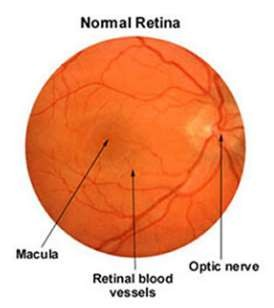 Normal Retina
Macula
Retinal blood
vessels
Optic nerve